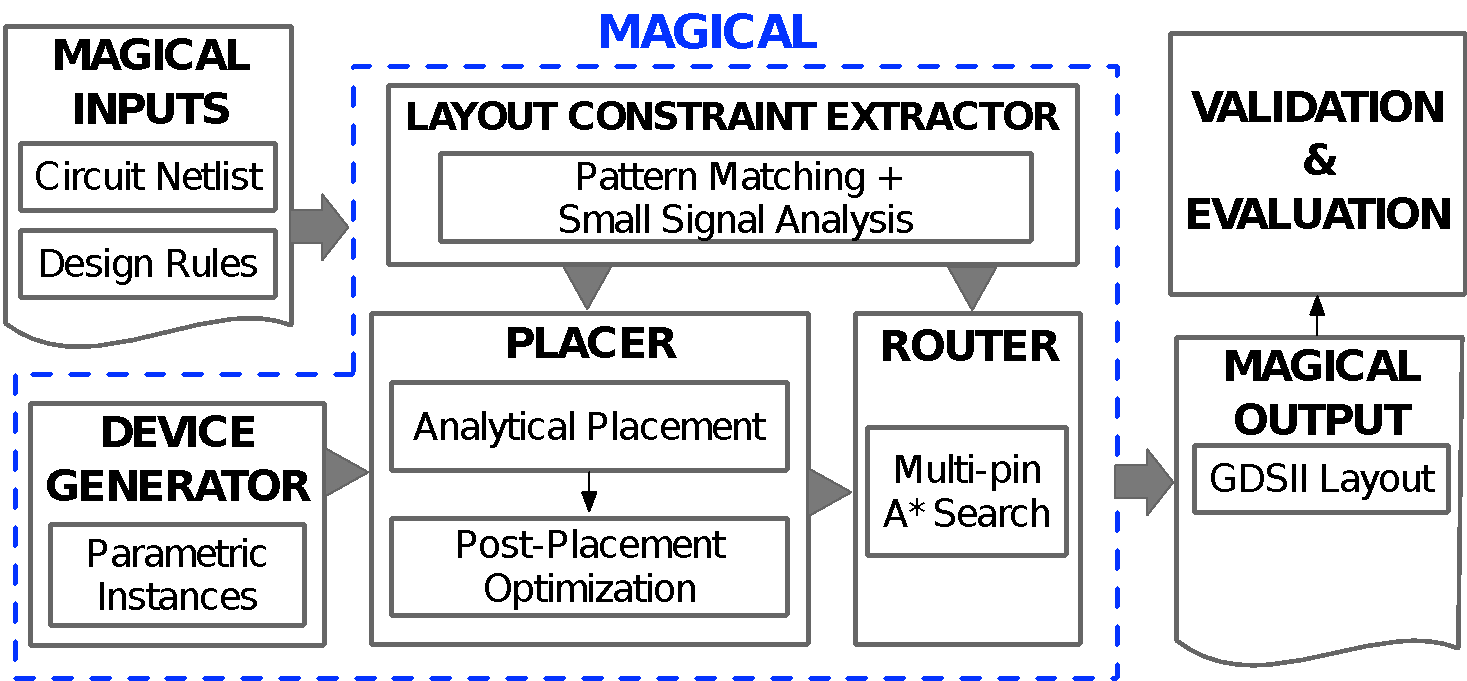 MAGICAL
MAGICAL
INPUTS
Circuit Netlist
Design Rules
LAYOUT CONSTRAINT EXTRACTOR
Pattern Matching +
Small Signal Analysis
DEVICE
GENERATOR
Parametric
Instances
PLACER
Analytical Placement
Post-Placement
Optimization
ROUTER
Multi-pin
A* Search
VALIDATION
&
EVALUATION
MAGICAL
OUTPUT
GDSII Layout